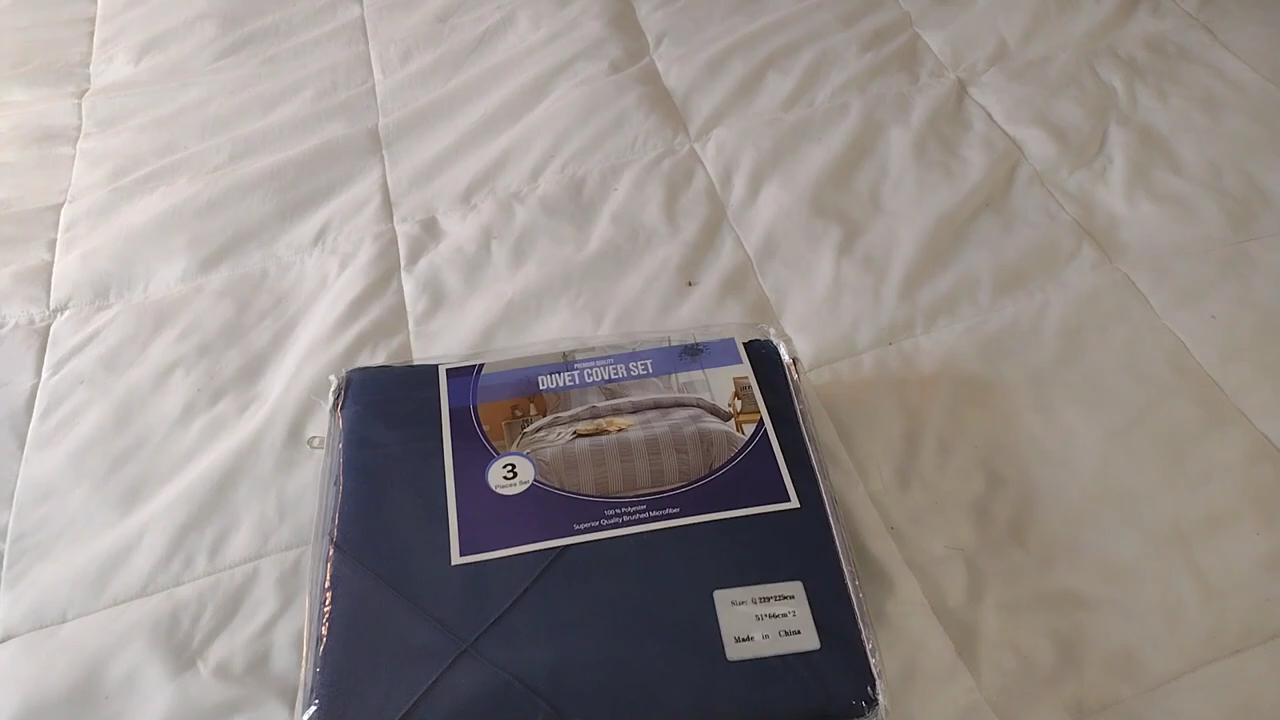 PREMIUM QUALITY
DUVET COVER SET
3
Pieces Set
100 % Polyester
Superior Quality Brushed Microfiber
Size: Q 229*229cm
51*66cm*2
Made in China